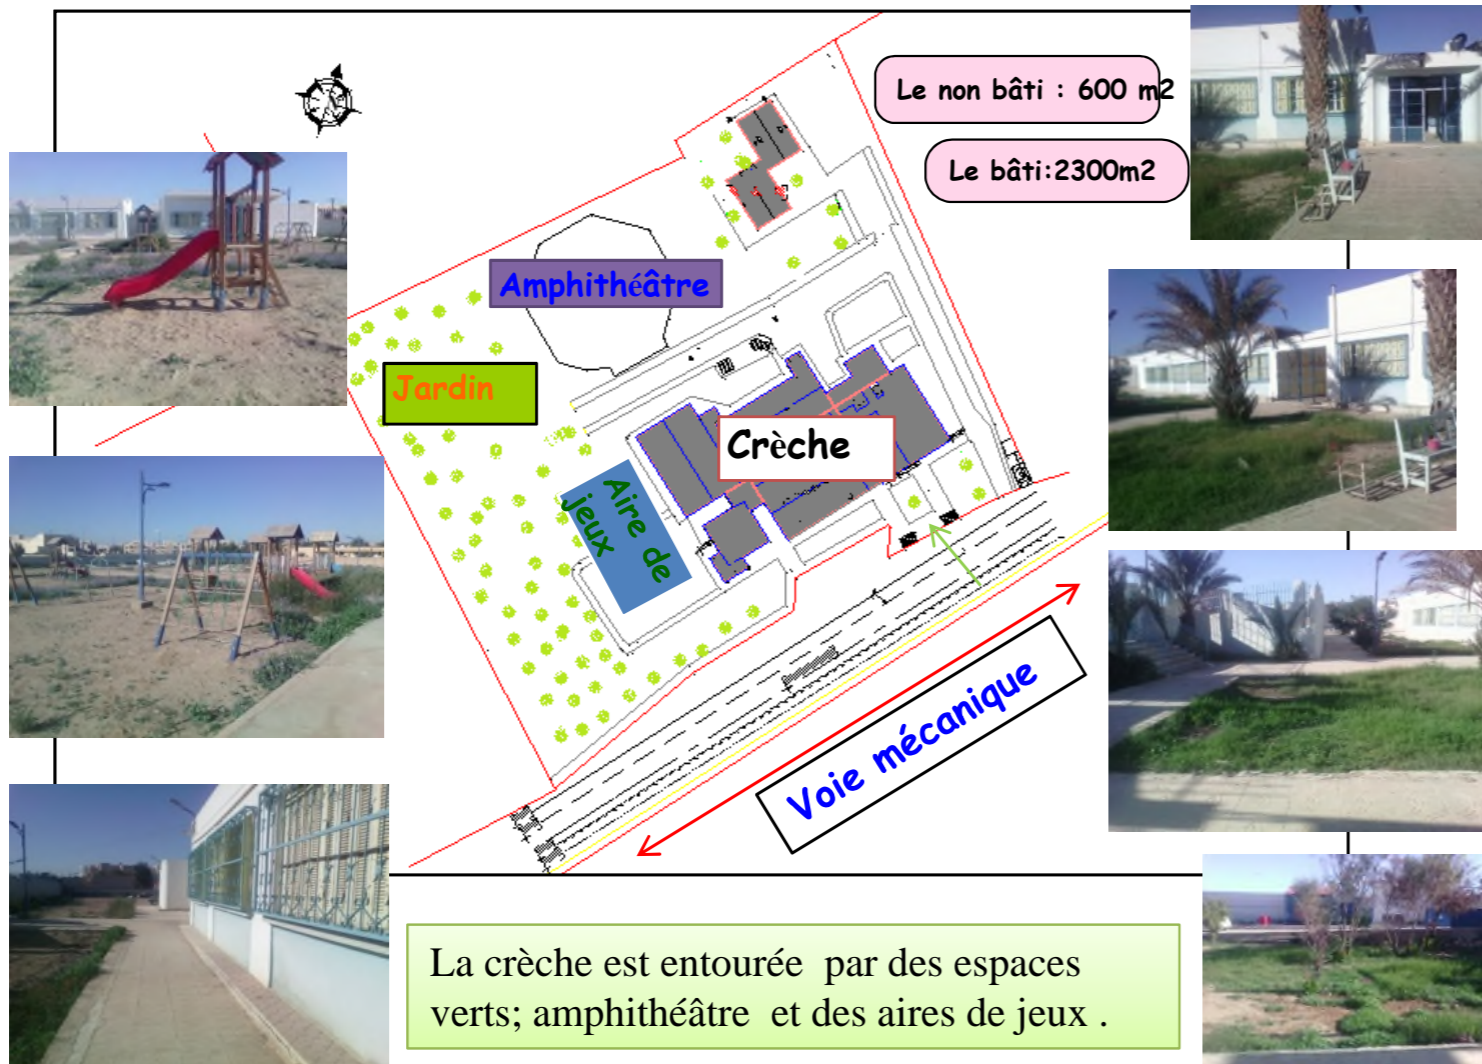 Le non bâti : 600 m2
Le bâti:2300m2
Amphithéâtre
Jardin
Crèche
Aire de
jeux
Voie mécanique
La crèche est entourée par des espaces
verts; amphithéâtre et des aires de jeux .